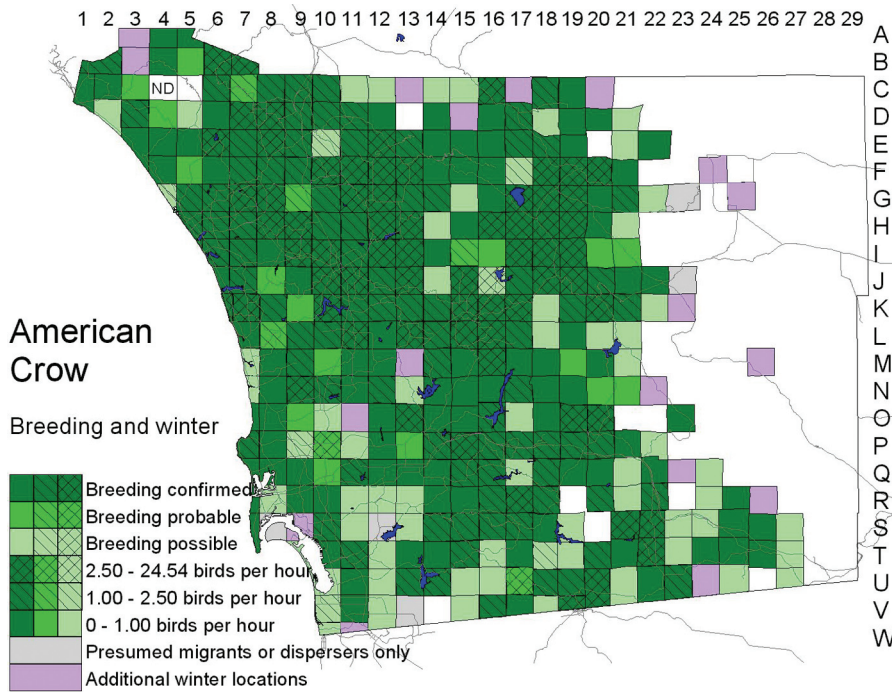 1 2 3 4 5 6 7 8 9 10 11 12 13 14 15 16 17 18 19 20 21 22 23 24 25 26 27 28 29
A
B
C
D
E
F
G
H
I
J
K
L
M
N
O
P
Q
R
S
T
U
V
W
ND
American
Crow
Breeding and winter
Breeding confirmed
Breeding probable
Breeding possible
2.50 - 24.54 birds per hour
1.00 - 2.50 birds per hour
0 - 1.00 birds per hour
Presumed migrants or dispersers only
Additional winter locations